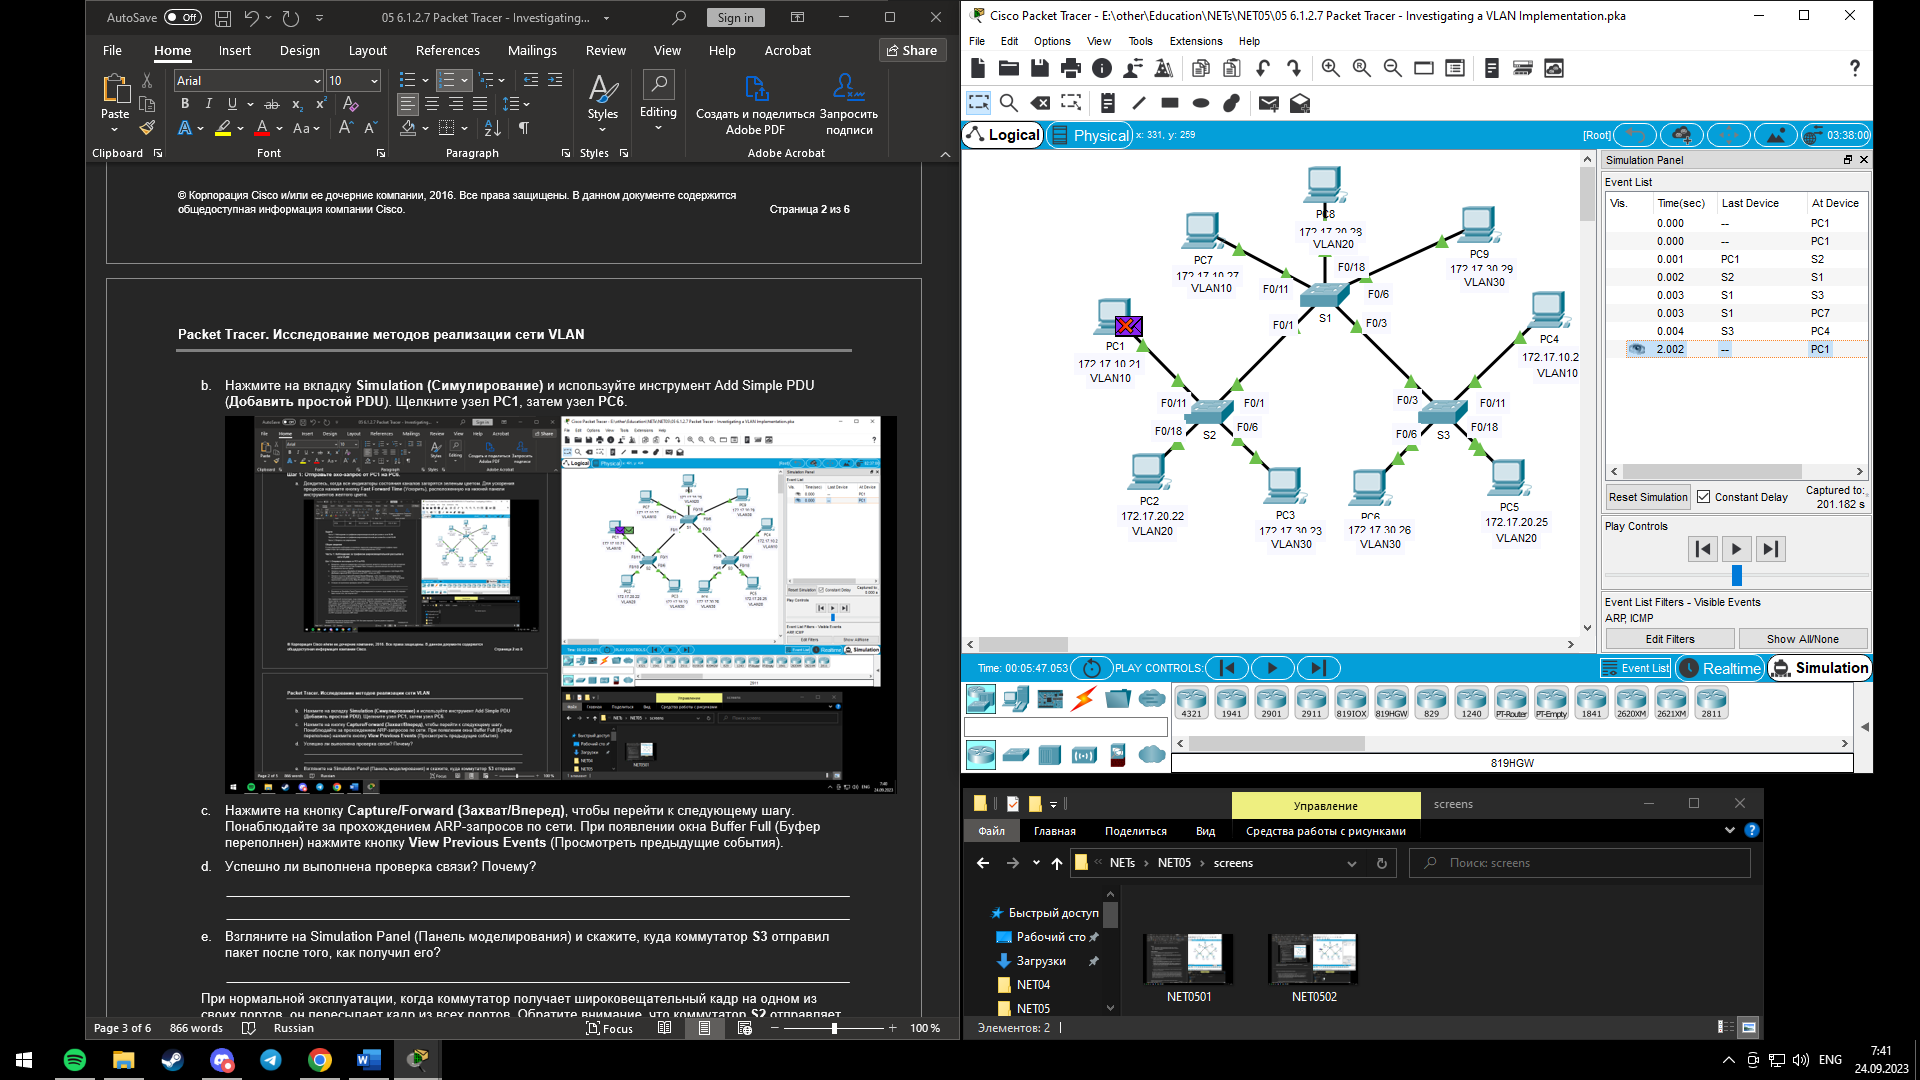 AutoSave Off
05 6.1.2.7 Packet Tracer - Investigating...
Sign in
File Home Insert Design Layout References Mailings Review View Help Acrobat Share
Arial 10
Paste
Styles
Editing
Создать и поделиться Adobe PDF
Запросить подписи
Clipboard Font Paragraph Styles Adobe Acrobat
© Корпорация Cisco и/или ее дочерние компании, 2016. Все права защищены. В данном документе содержится
общедоступная информация компании Cisco. Страница 2 из 6
Packet Tracer. Исследование методов реализации сети VLAN
b. Нажмите на вкладку Simulation (Симулирование) и используйте инструмент Add Simple PDU
(Добавить простой PDU). Щелкните узел PC1, затем узел PC6.
c. Нажмите на кнопку Capture/Forward (Захват/Вперед), чтобы перейти к следующему шагу.
Понаблюдайте за прохождением ARP-запросов по сети. При появлении окна Buffer Full (Буфер
переполнен) нажмите кнопку View Previous Events (Просмотреть предыдущие события).
d. Успешно ли выполнена проверка связи? Почему?
e. Взгляните на Simulation Panel (Панель моделирования) и скажите, куда коммутатор S3 отправил
пакет после того, как получил его?
При нормальной эксплуатации, когда коммутатор получает широковещательный кадр на одном из
своих портов, он пересылает кадр из всех портов. Обратите внимание, что коммутатор S2 отправляет
Page 3 of 6 866 words Russian Focus 100 %
Cisco Packet Tracer - E:\other\Education\NETs\NET05\05 6.1.2.7 Packet Tracer - Investigating a VLAN Implementation.pka
File Edit Options View Tools Extensions Help
Logical Physical x: 331, y: 259 [Root] 03:38:00
PC8
172.17.20.28
VLAN20
PC7
172.17.10.27
VLAN10
PC9
172.17.30.29
VLAN30
F0/18
F0/11
F0/6
S1
F0/1
F0/3
PC1
172.17.10.21
VLAN10
PC4
172.17.10.2
VLAN10
F0/11
F0/1
S2
F0/18
F0/6
F0/3
F0/11
S3
F0/6
F0/18
PC2
172.17.20.22
VLAN20
PC3
172.17.30.23
VLAN30
PC6
172.17.30.26
VLAN30
PC5
172.17.20.25
VLAN20
Simulation Panel
Event List
Vis. Time(sec) Last Device At Device
0.000 -- PC1
0.000 -- PC1
0.001 PC1 S2
0.002 S2 S1
0.003 S1 S3
0.003 S1 PC7
0.004 S3 PC4
2.002 -- PC1
Reset Simulation Constant Delay Captured to:
201.182 s
Play Controls
Event List Filters - Visible Events
ARP, ICMP
Edit Filters Show All/None
Time: 00:05:47.053 PLAY CONTROLS: Event List Realtime Simulation
4321 1941 2901 2911 819IOX 819HGW 829 1240 PT-Router PT-Empty 1841 2620XM 2621XM 2811
819HGW
Управление screens
Файл Главная Поделиться Вид Средства работы с рисунками
NETs NET05 screens Поиск: screens
Быстрый доступ
Рабочий сто
Загрузки
NET04
NET05
NET0501 NET0502
Элементов: 2
ENG 7:41
24.09.2023